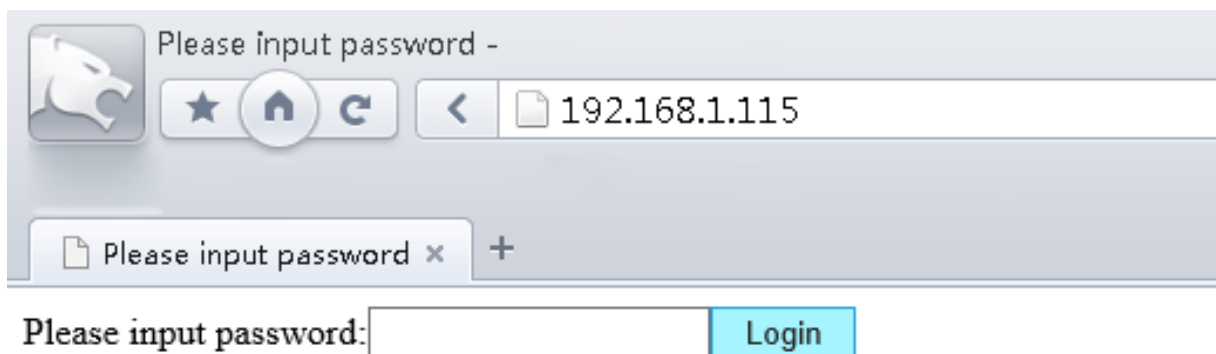 Please input password -
192.168.1.115
Please input password × +
Please input password: Login